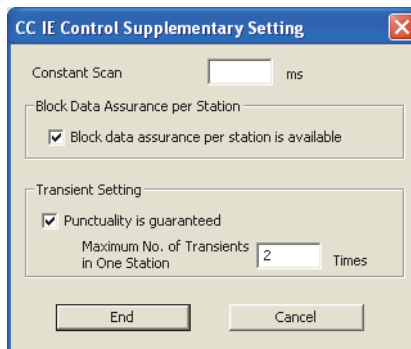 CC IE Control Supplementary Setting
Constant Scan ms
Block Data Assurance per Station
Block data assurance per station is available
Transient Setting
Punctuality is guaranteed
Maximum No. of Transients
in One Station 2 Times
End Cancel